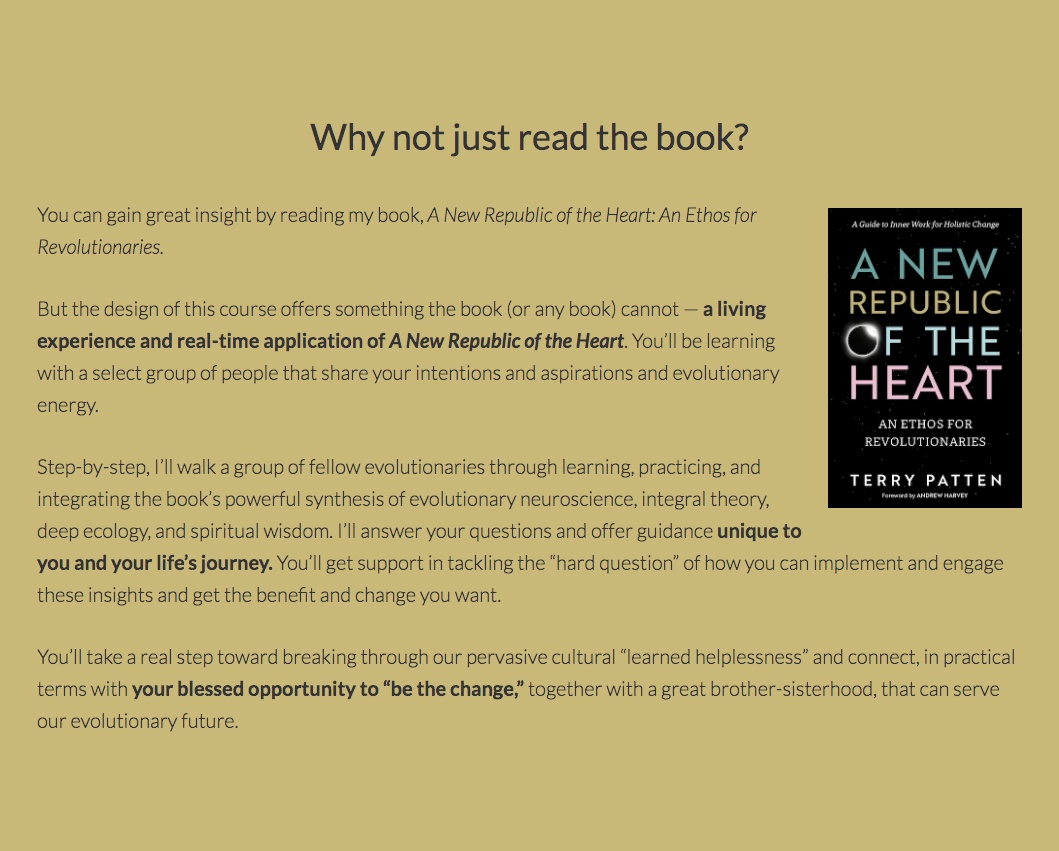 Why not just read the book?
You can gain great insight by reading my book, A New Republic of the Heart: An Ethos for
Revolutionaries.
But the design of this course offers something the book (or any book) cannot — a living
experience and real-time application of A New Republic of the Heart. You’ll be learning
with a select group of people that share your intentions and aspirations and evolutionary
energy.
Step-by-step, I’ll walk a group of fellow evolutionaries through learning, practicing, and
integrating the book’s powerful synthesis of evolutionary neuroscience, integral theory,
deep ecology, and spiritual wisdom. I’ll answer your questions and offer guidance unique to
you and your life’s journey. You’ll get support in tackling the “hard question” of how you can implement and engage
these insights and get the benefit and change you want.
You’ll take a real step toward breaking through our pervasive cultural “learned helplessness” and connect, in practical
terms with your blessed opportunity to “be the change,” together with a great brother-sisterhood, that can serve
our evolutionary future.
A Guide to Inner Work for Holistic Change
A NEW
REPUBLIC
OF THE
HEART
AN ETHOS FOR
REVOLUTIONARIES
TERRY PATTEN
Foreword by ANDREW HARVEY